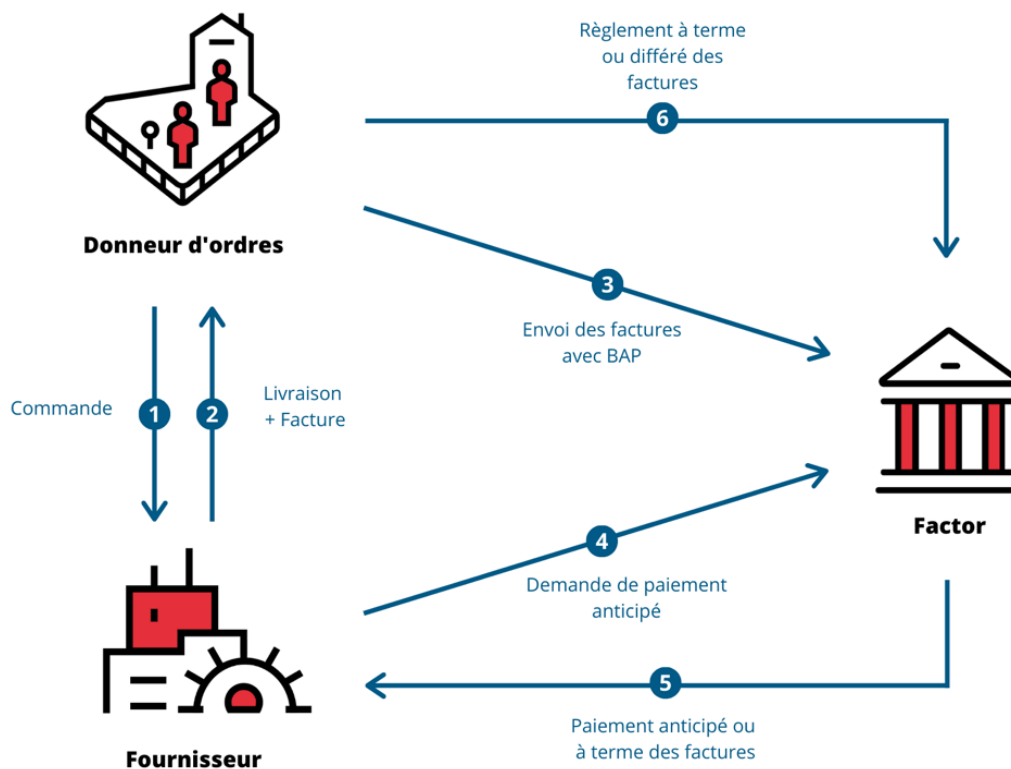 Règlement à terme
ou différé des
factures
6
Donneur d'ordres
3
Envoi des factures
avec BAP
Commande
1
2
Livraison
+ Facture
Factor
4
Demande de paiement
anticipé
5
Paiement anticipé ou
à terme des factures
Fournisseur